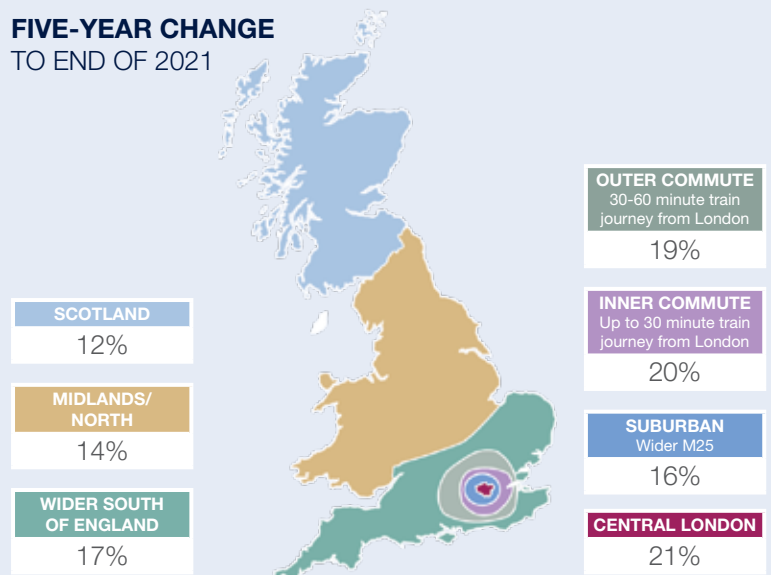 FIVE-YEAR CHANGE
TO END OF 2021
SCOTLAND
12%
MIDLANDS/
NORTH
14%
WIDER SOUTH
OF ENGLAND
17%
OUTER COMMUTE
30-60 minute train
journey from London
19%
INNER COMMUTE
Up to 30 minute train
journey from London
20%
SUBURBAN
Wider M25
16%
CENTRAL LONDON
21%